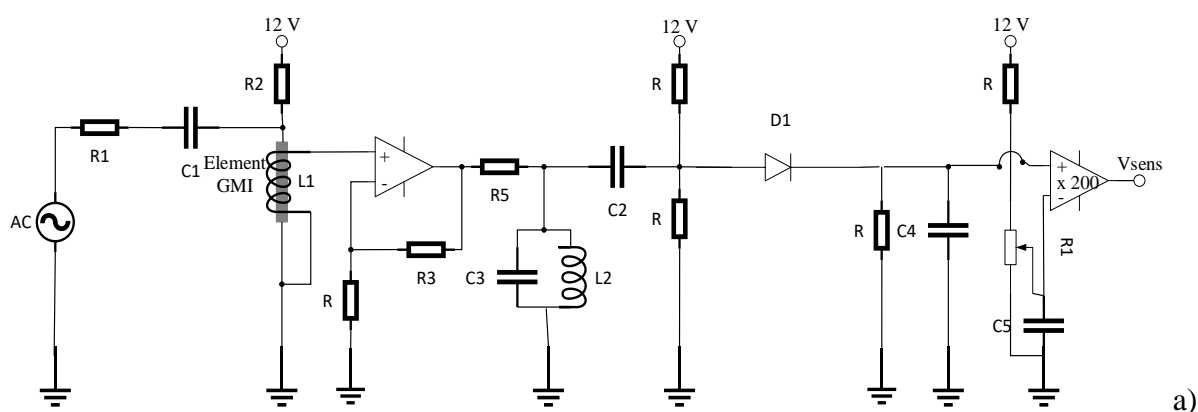 12 V
12 V
12 V
R2
R
R
R1
C1
Element
GMI
L1
+
-
R5
C2
D1
+
x 200
-
Vsens
AC
R
R3
C3
L2
R
R
C4
R1
C5
a)